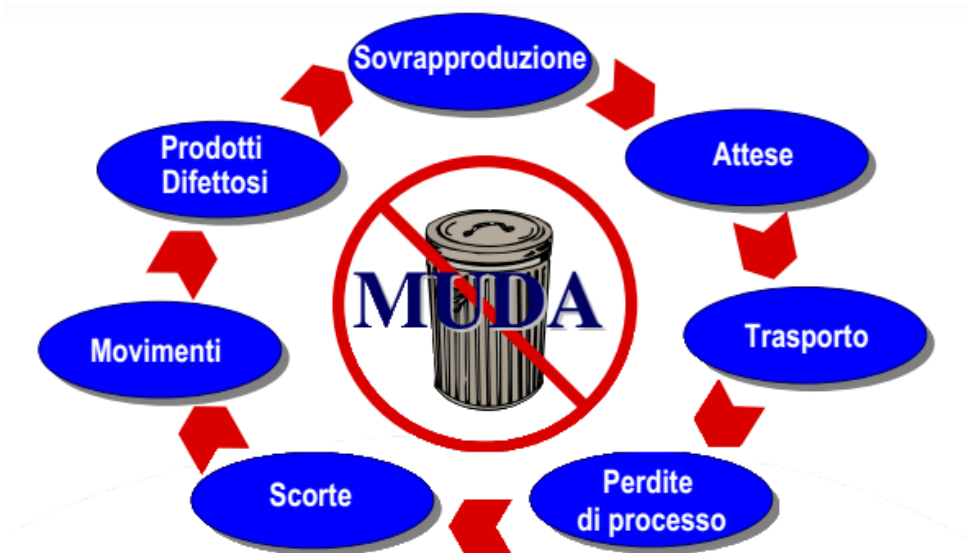 Sovrapproduzione
Attese
Trasporto
Perdite
di processo
Scorte
Movimenti
Prodotti
Difettosi
MUDA